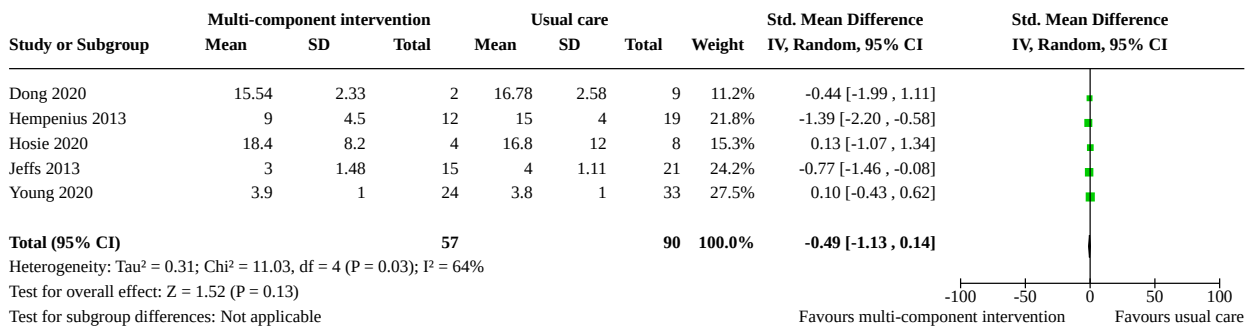 Multi-component intervention Usual care Std. Mean Difference Std. Mean Difference
Study or Subgroup Mean SD Total Mean SD Total Weight IV, Random, 95% CI IV, Random, 95% CI
Dong 2020 15.54 2.33 2 16.78 2.58 9 11.2% -0.44 [-1.99 , 1.11]
Hempenius 2013 9 4.5 12 15 4 19 21.8% -1.39 [-2.20 , -0.58]
Hosie 2020 18.4 8.2 4 16.8 12 8 15.3% 0.13 [-1.07 , 1.34]
Jeffs 2013 3 1.48 15 4 1.11 21 24.2% -0.77 [-1.46 , -0.08]
Young 2020 3.9 1 24 3.8 1 33 27.5% 0.10 [-0.43 , 0.62]
Total (95% CI) 57 90 100.0% -0.49 [-1.13 , 0.14]
Heterogeneity: Tau² = 0.31; Chi² = 11.03, df = 4 (P = 0.03); I² = 64%
Test for overall effect: Z = 1.52 (P = 0.13)
-100 -50 0 50 100
Test for subgroup differences: Not applicable Favours multi-component intervention Favours usual care